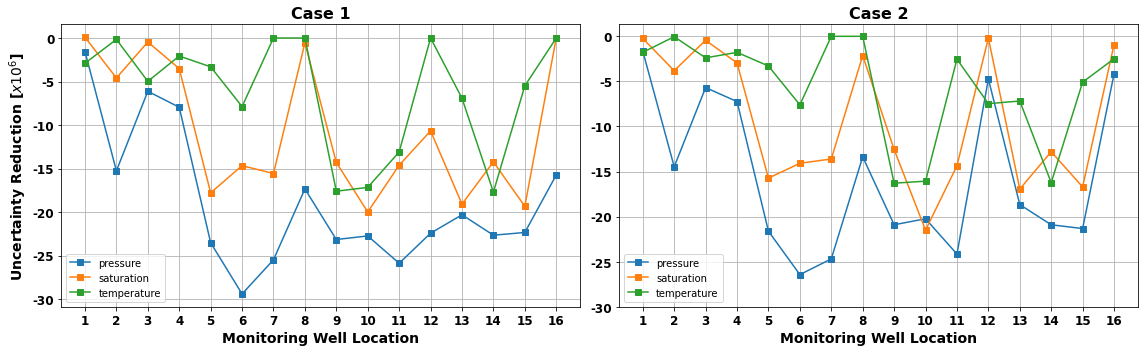 Case 1
Uncertainty Reduction [x10⁶]
0
-5
-10
-15
-20
-25
-30
pressure
saturation
temperature
1 2 3 4 5 6 7 8 9 10 11 12 13 14 15 16
Monitoring Well Location
Case 2
0
-5
-10
-15
-20
-25
-30
pressure
saturation
temperature
1 2 3 4 5 6 7 8 9 10 11 12 13 14 15 16
Monitoring Well Location